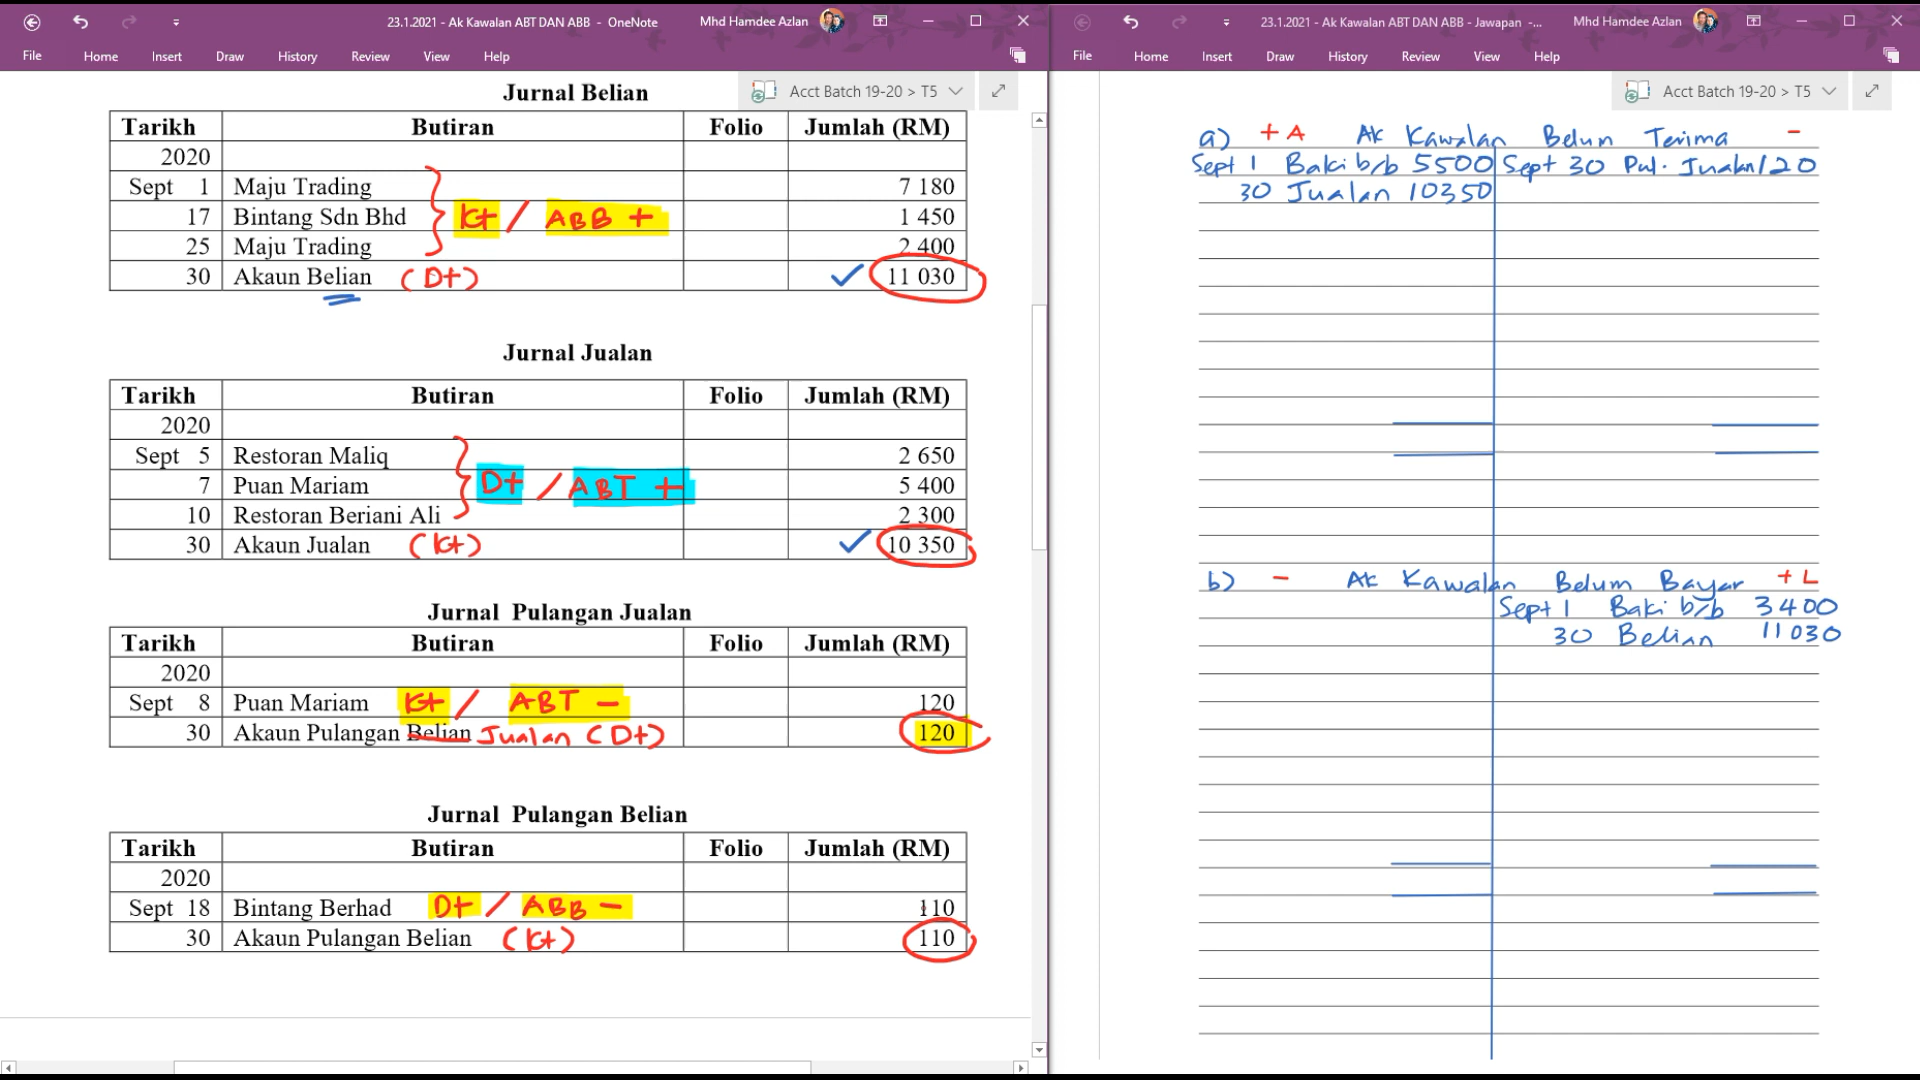 23.1.2021 - Ak Kawalan ABT DAN ABB - OneNote
Mhd Hamdee Azlan
File Home Insert Draw History Review View Help
Acct Batch 19-20 > T5
Jurnal Belian
Tarikh Butiran Folio Jumlah (RM)
2020
Sept 1 Maju Trading 7 180
17 Bintang Sdn Bhd Kt / ABB + 1 450
25 Maju Trading 2 400
30 Akaun Belian (Dt) 11 030
Jurnal Jualan
Tarikh Butiran Folio Jumlah (RM)
2020
Sept 5 Restoran Maliq 2 650
7 Puan Mariam Dt / ABT + 5 400
10 Restoran Beriani Ali 2 300
30 Akaun Jualan (Kt) 10 350
Jurnal Pulangan Jualan
Tarikh Butiran Folio Jumlah (RM)
2020
Sept 8 Puan Mariam Kt / ABT - 120
30 Akaun Pulangan Belian Jualan (Dt) 120
Jurnal Pulangan Belian
Tarikh Butiran Folio Jumlah (RM)
2020
Sept 18 Bintang Berhad Dt / ABB - 110
30 Akaun Pulangan Belian (Kt) 110
23.1.2021 - Ak Kawalan ABT DAN ABB - Jawapan -...
Mhd Hamdee Azlan
File Home Insert Draw History Review View Help
Acct Batch 19-20 > T5
a) + A Ak Kawalan Belum Terima -
Sept 1 Baki b/b 5500 Sept 30 Pul. Jualan 120
30 Jualan 10350
b) - Ak Kawalan Belum Bayar + L
Sept 1 Baki b/b 3400
30 Belian 11030